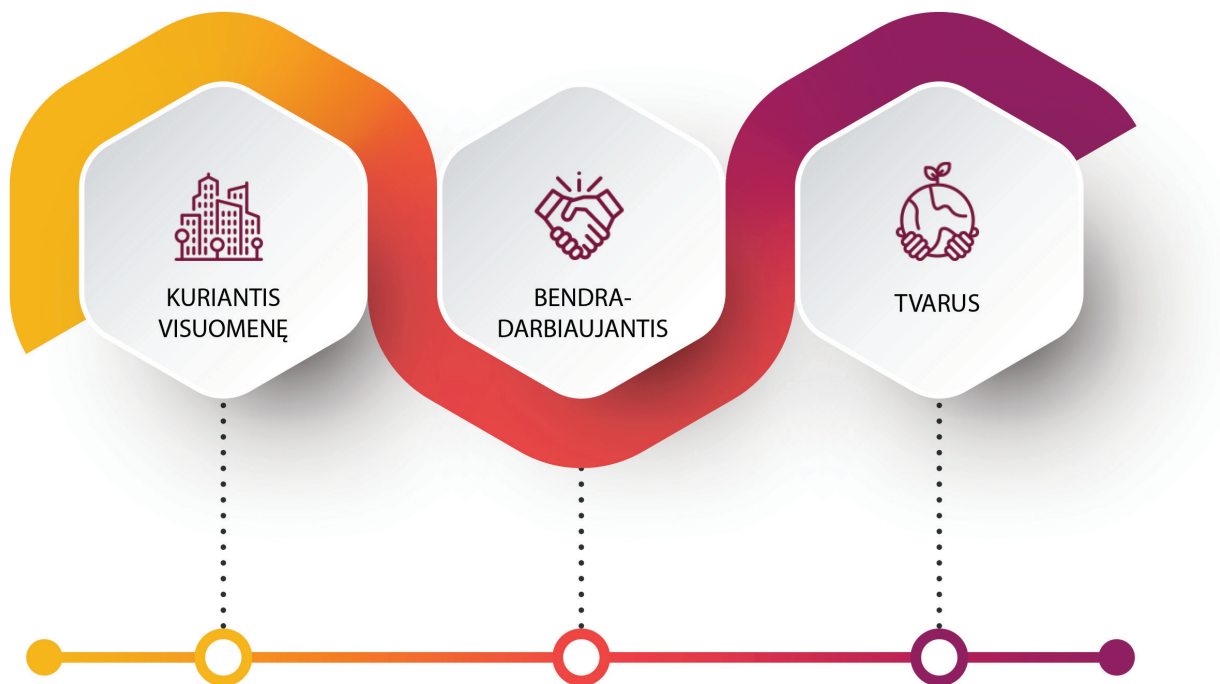 KURIANTIS
VISUOMENĘ
BENDRA-
DARBIAUJANTIS
TVARUS